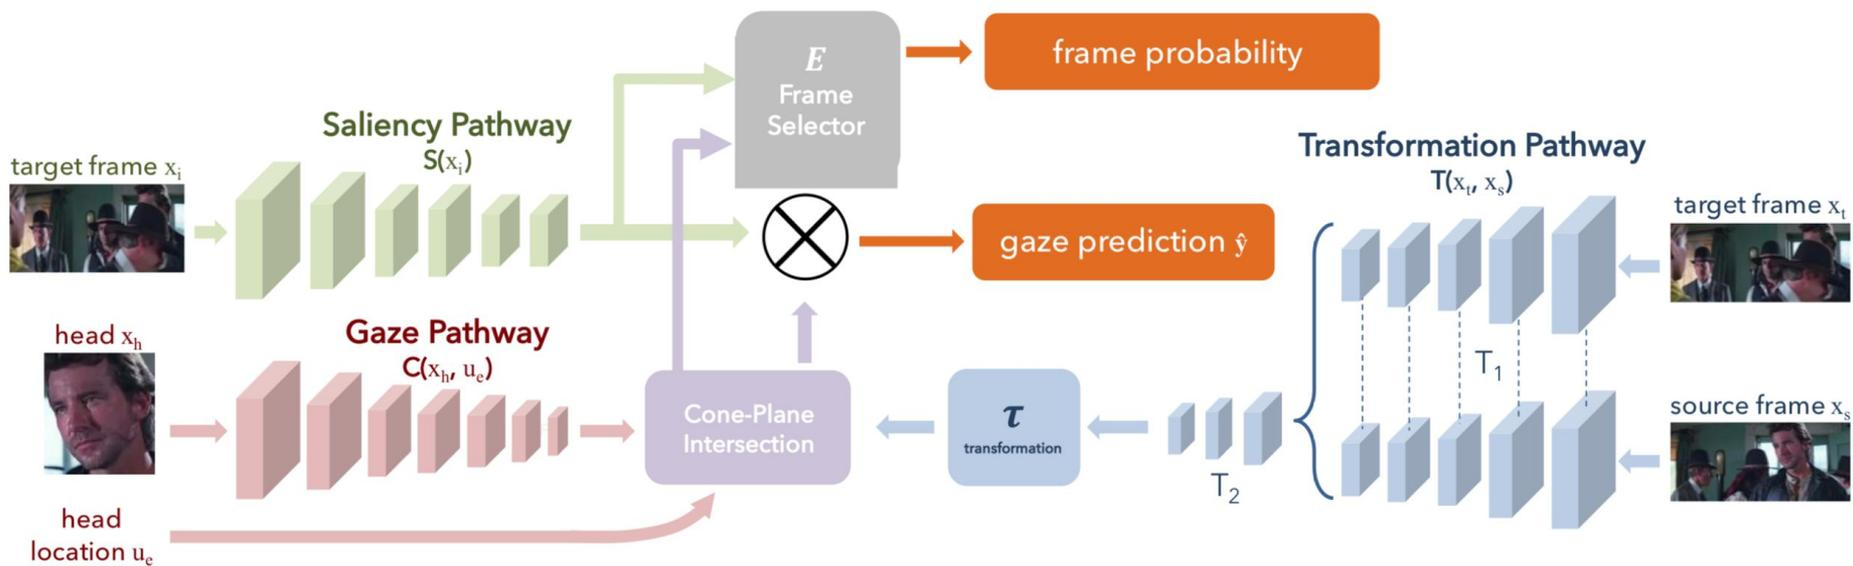 E
Frame
Selector
frame probability
Saliency Pathway
S(xᵢ)
target frame xᵢ
Transformation Pathway
T(xₜ, xₛ)
target frame xₜ
gaze prediction ŷ
head xₕ
Gaze Pathway
C(xₕ, uₑ)
Cone-Plane
Intersection
τ
transformation
T₁
T₂
source frame xₛ
head
location uₑ